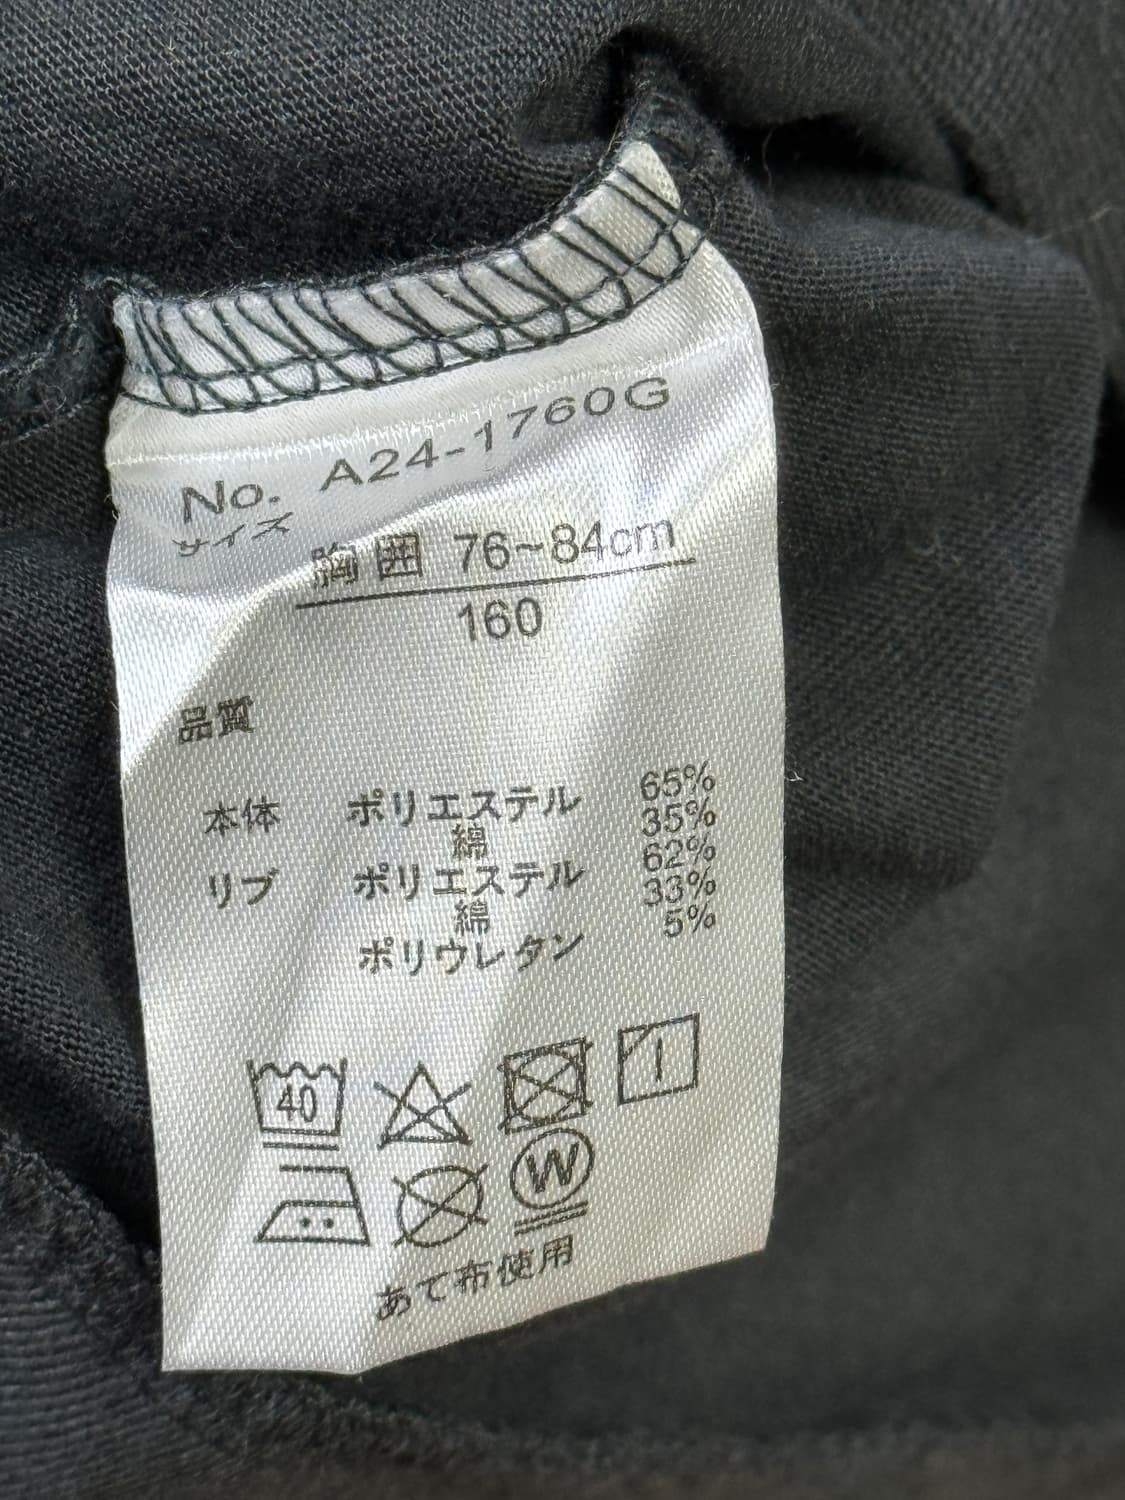 No. A24-1760G
サイズ
胸囲 76~84cm
160
品質
本体 ポリエステル 65%
綿 35%
リブ ポリエステル 62%
綿 33%
ポリウレタン 5%
40
W
あて布使用